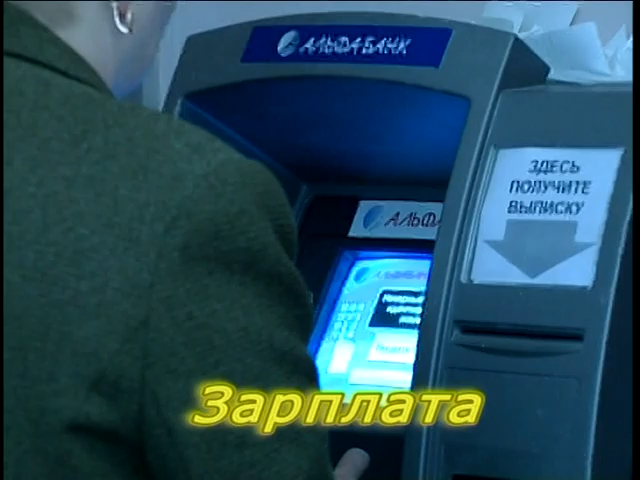 АЛЬФА·БАНК
ЗДЕСЬ
ПОЛУЧИТЕ
ВЫПИСКУ
АЛЬФА
Зарплата